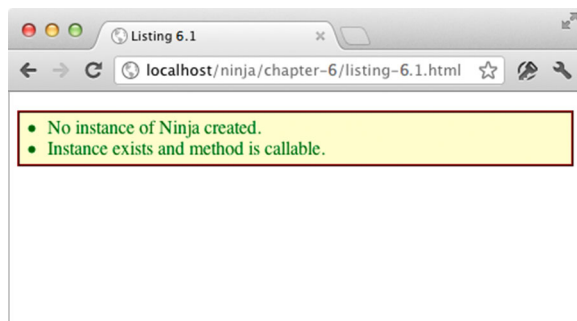 Listing 6.1
localhost/ninja/chapter-6/listing-6.1.html
No instance of Ninja created.
Instance exists and method is callable.